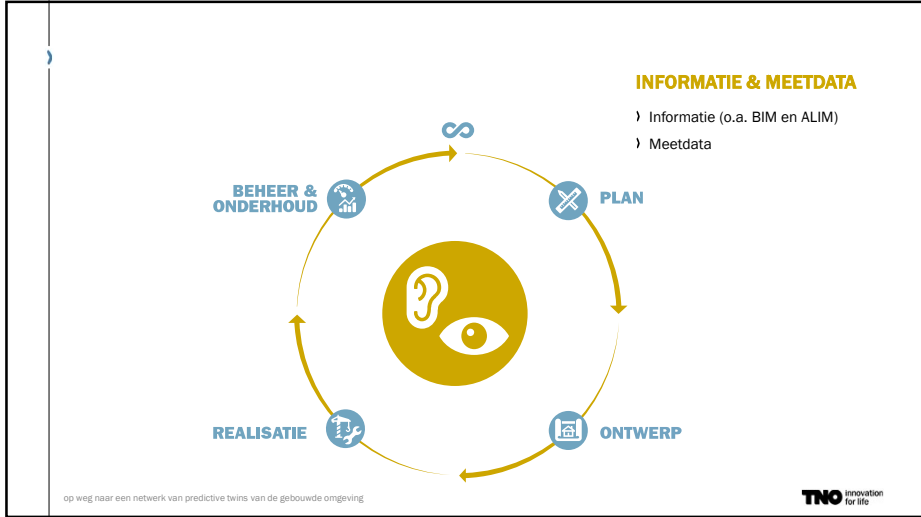 INFORMATIE & MEETDATA
Informatie (o.a. BIM en ALIM)
Meetdata
BEHEER &
ONDERHOUD
PLAN
REALISATIE
ONTWERP
op weg naar een netwerk van predictive twins van de gebouwde omgeving
TNO innovation
for life